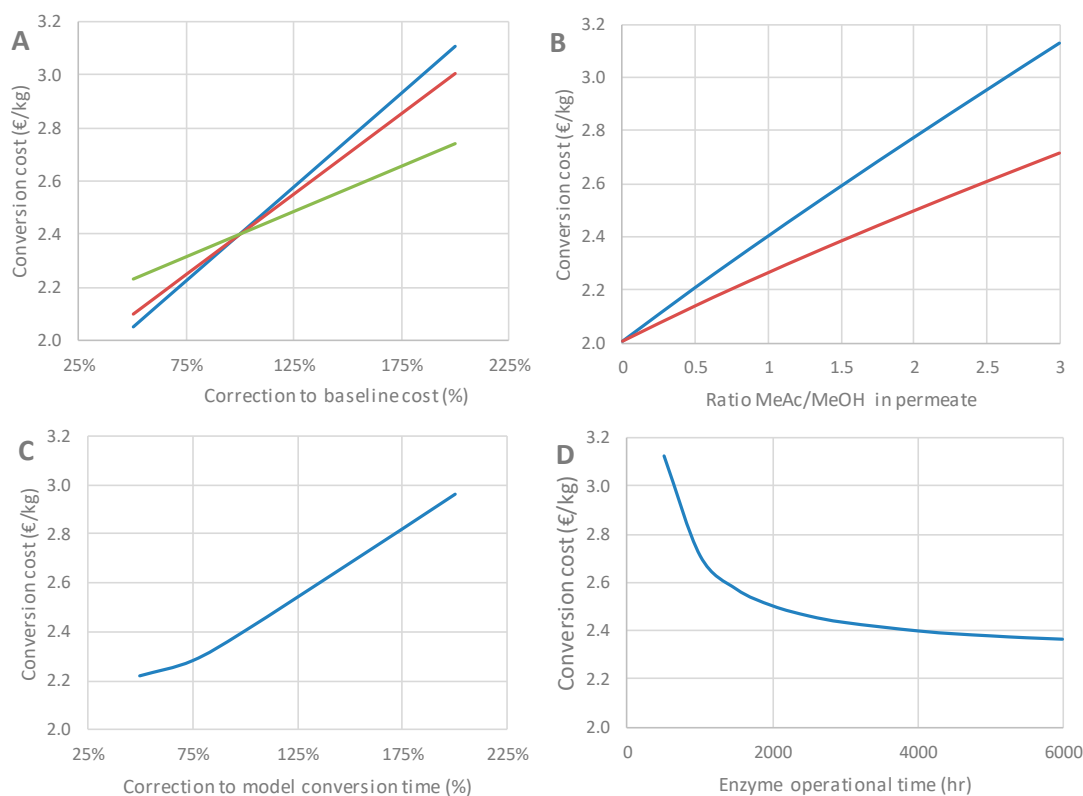 A
Conversion cost (€/kg)
3.2
3.0
2.8
2.6
2.4
2.2
2.0
25% 75% 125% 175% 225%
Correction to baseline cost (%)
B
Conversion cost (€/kg)
3.2
3.0
2.8
2.6
2.4
2.2
2.0
0 0.5 1 1.5 2 2.5 3
Ratio MeAc/MeOH in permeate
C
Conversion cost (€/kg)
3.2
3.0
2.8
2.6
2.4
2.2
2.0
25% 75% 125% 175% 225%
Correction to model conversion time (%)
D
Conversion cost (€/kg)
3.2
3.0
2.8
2.6
2.4
2.2
2.0
0 2000 4000 6000
Enzyme operational time (hr)